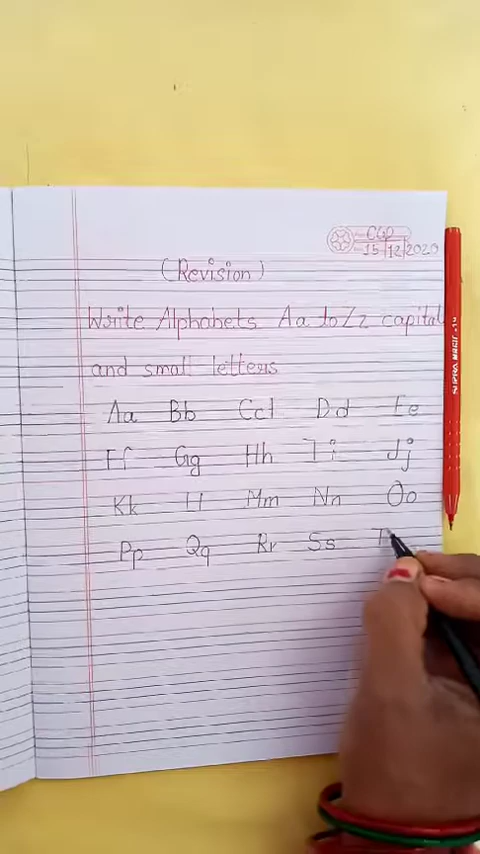 CGD
15 12 2020
(Revision)
Write Alphabets Aa to Zz capital
and small letters
Aa Bb Cc Dd Ee
Ff Gg Hh Ii Jj
Kk Ll Mm Nn Oo
Pp Qq Rr Ss T